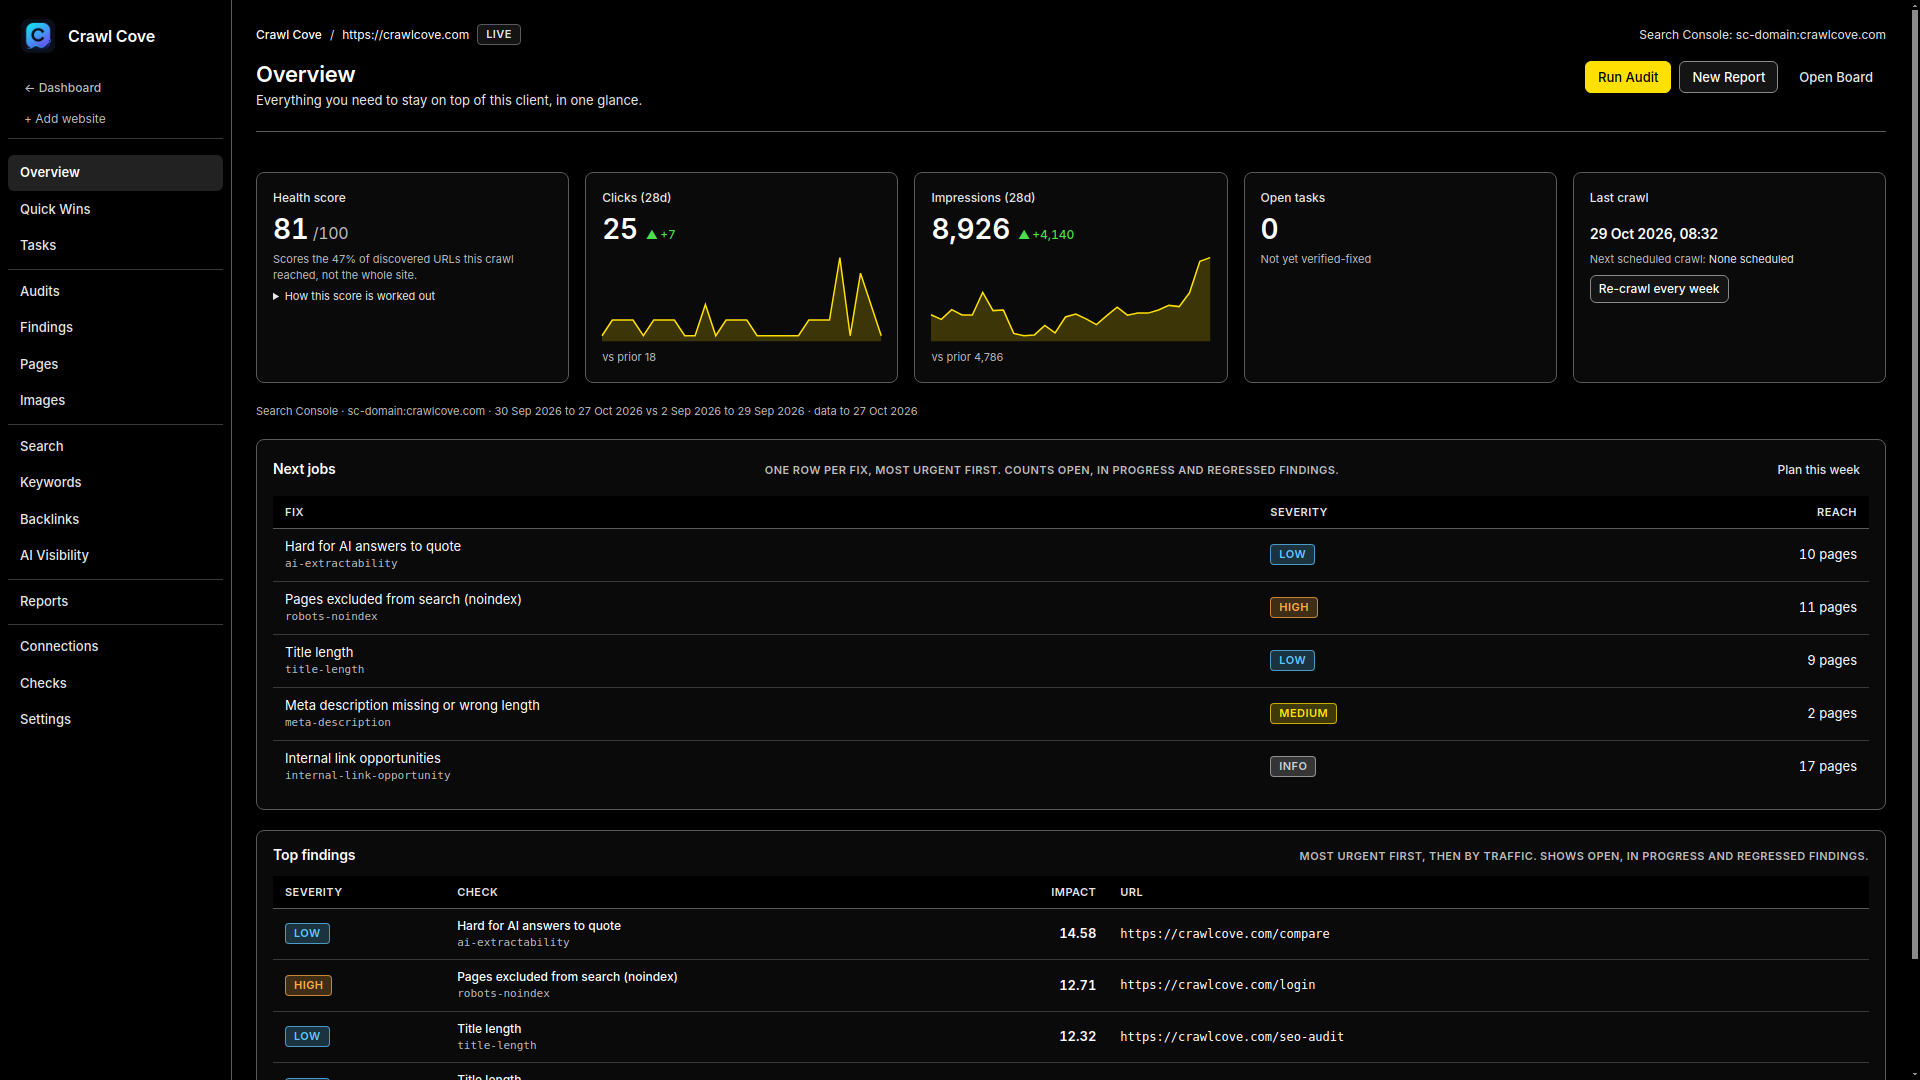 Crawl Cove
← Dashboard
+ Add website
Overview
Quick Wins
Tasks
Audits
Findings
Pages
Images
Search
Keywords
Backlinks
AI Visibility
Reports
Connections
Checks
Settings
Crawl Cove / https://crawlcove.com LIVE
Search Console: sc-domain:crawlcove.com
Overview
Everything you need to stay on top of this client, in one glance.
Run Audit New Report Open Board
Health score
81 /100
Scores the 47% of discovered URLs this crawl
reached, not the whole site.
▶ How this score is worked out
Clicks (28d)
25 ▲ +7
vs prior 18
Impressions (28d)
8,926 ▲ +4,140
vs prior 4,786
Open tasks
0
Not yet verified-fixed
Last crawl
29 Oct 2026, 08:32
Next scheduled crawl: None scheduled
Re-crawl every week
Search Console · sc-domain:crawlcove.com · 30 Sep 2026 to 27 Oct 2026 vs 2 Sep 2026 to 29 Sep 2026 · data to 27 Oct 2026
Next jobs
ONE ROW PER FIX, MOST URGENT FIRST. COUNTS OPEN, IN PROGRESS AND REGRESSED FINDINGS.
Plan this week
FIX SEVERITY REACH
Hard for AI answers to quote
ai-extractability
LOW
10 pages
Pages excluded from search (noindex)
robots-noindex
HIGH
11 pages
Title length
title-length
LOW
9 pages
Meta description missing or wrong length
meta-description
MEDIUM
2 pages
Internal link opportunities
internal-link-opportunity
INFO
17 pages
Top findings
MOST URGENT FIRST, THEN BY TRAFFIC. SHOWS OPEN, IN PROGRESS AND REGRESSED FINDINGS.
SEVERITY CHECK IMPACT URL
LOW
Hard for AI answers to quote
ai-extractability
14.58 https://crawlcove.com/compare
HIGH
Pages excluded from search (noindex)
robots-noindex
12.71 https://crawlcove.com/login
LOW
Title length
title-length
12.32 https://crawlcove.com/seo-audit
Title length